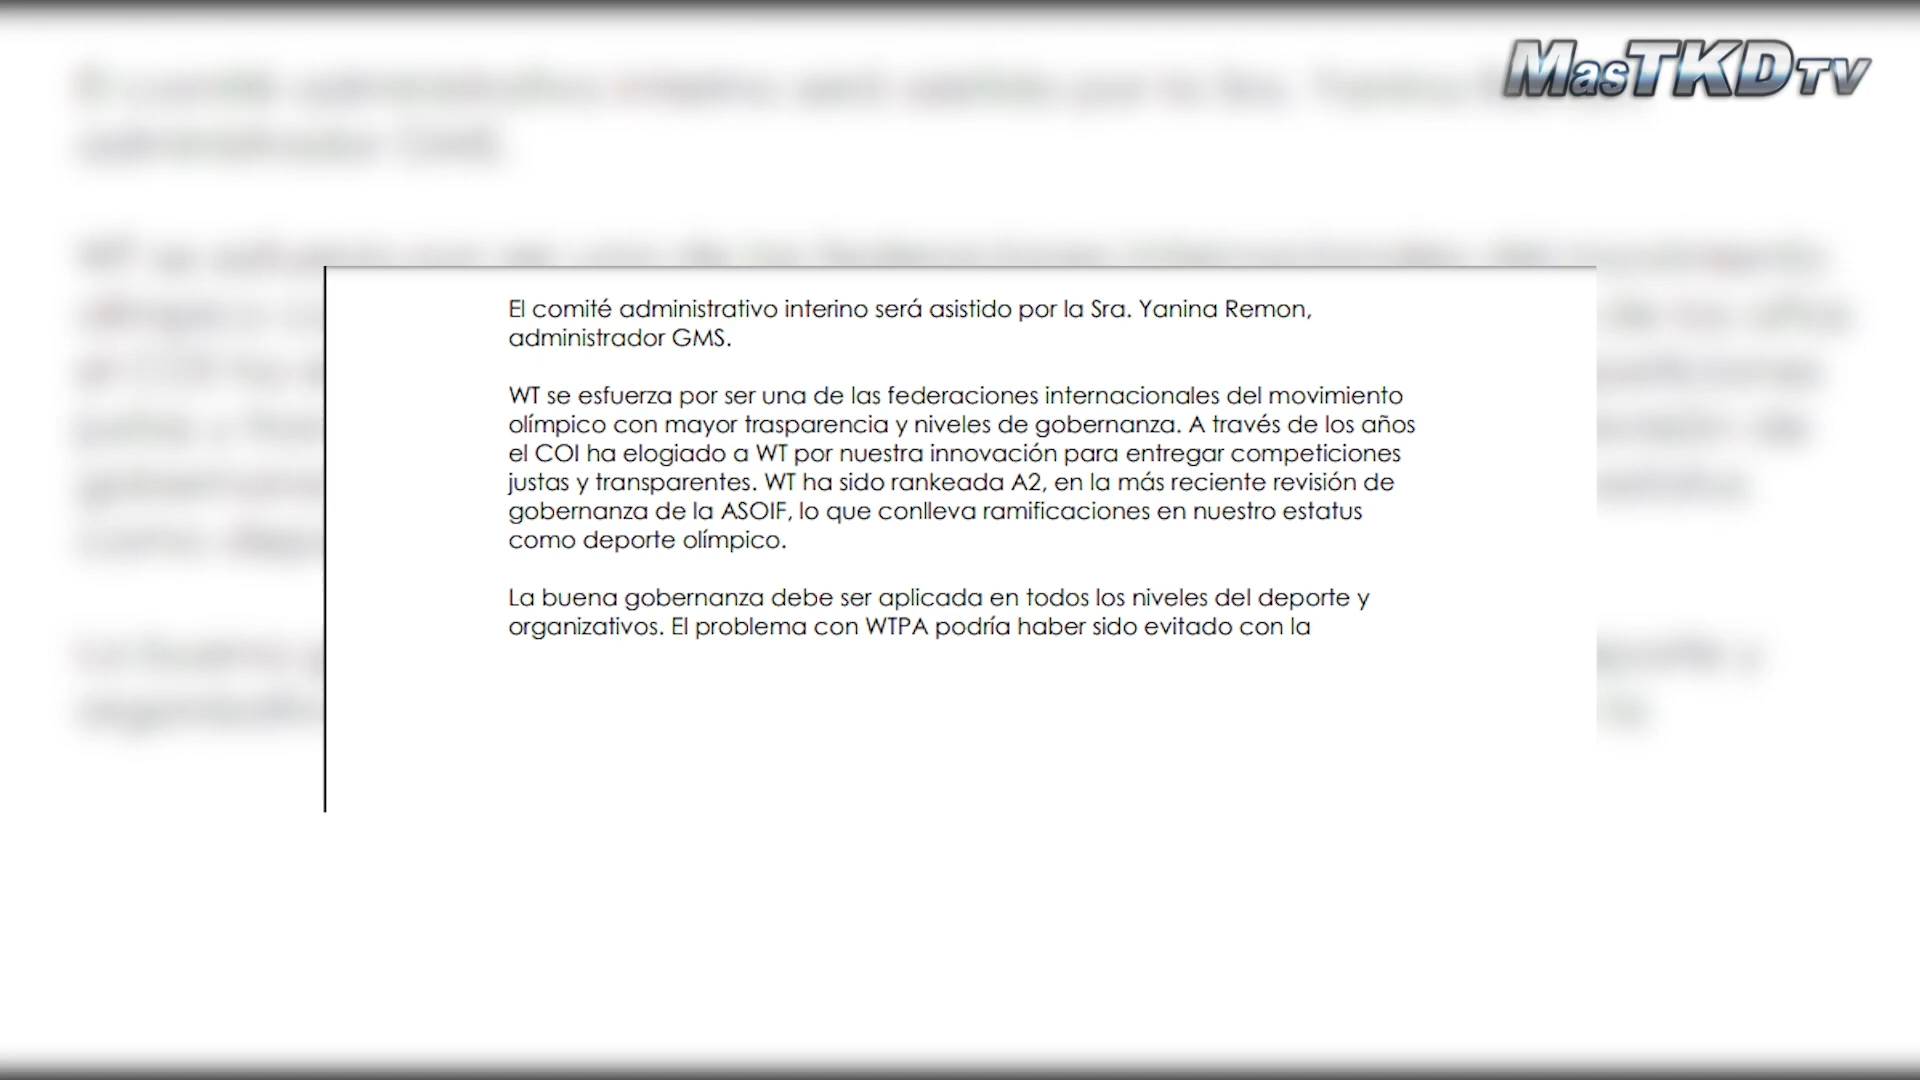 MasTKDTV
El comité administrativo interino será asistido por la Sra. Yanina Remon,
administrador GMS.
WT se esfuerza por ser una de las federaciones internacionales del movimiento
olímpico con mayor trasparencia y niveles de gobernanza. A través de los años
el COI ha elogiado a WT por nuestra innovación para entregar competiciones
justas y transparentes. WT ha sido rankeada A2, en la más reciente revisión de
gobernanza de la ASOIF, lo que conlleva ramificaciones en nuestro estatus
como deporte olímpico.
La buena gobernanza debe ser aplicada en todos los niveles del deporte y
organizativos. El problema con WTPA podría haber sido evitado con la